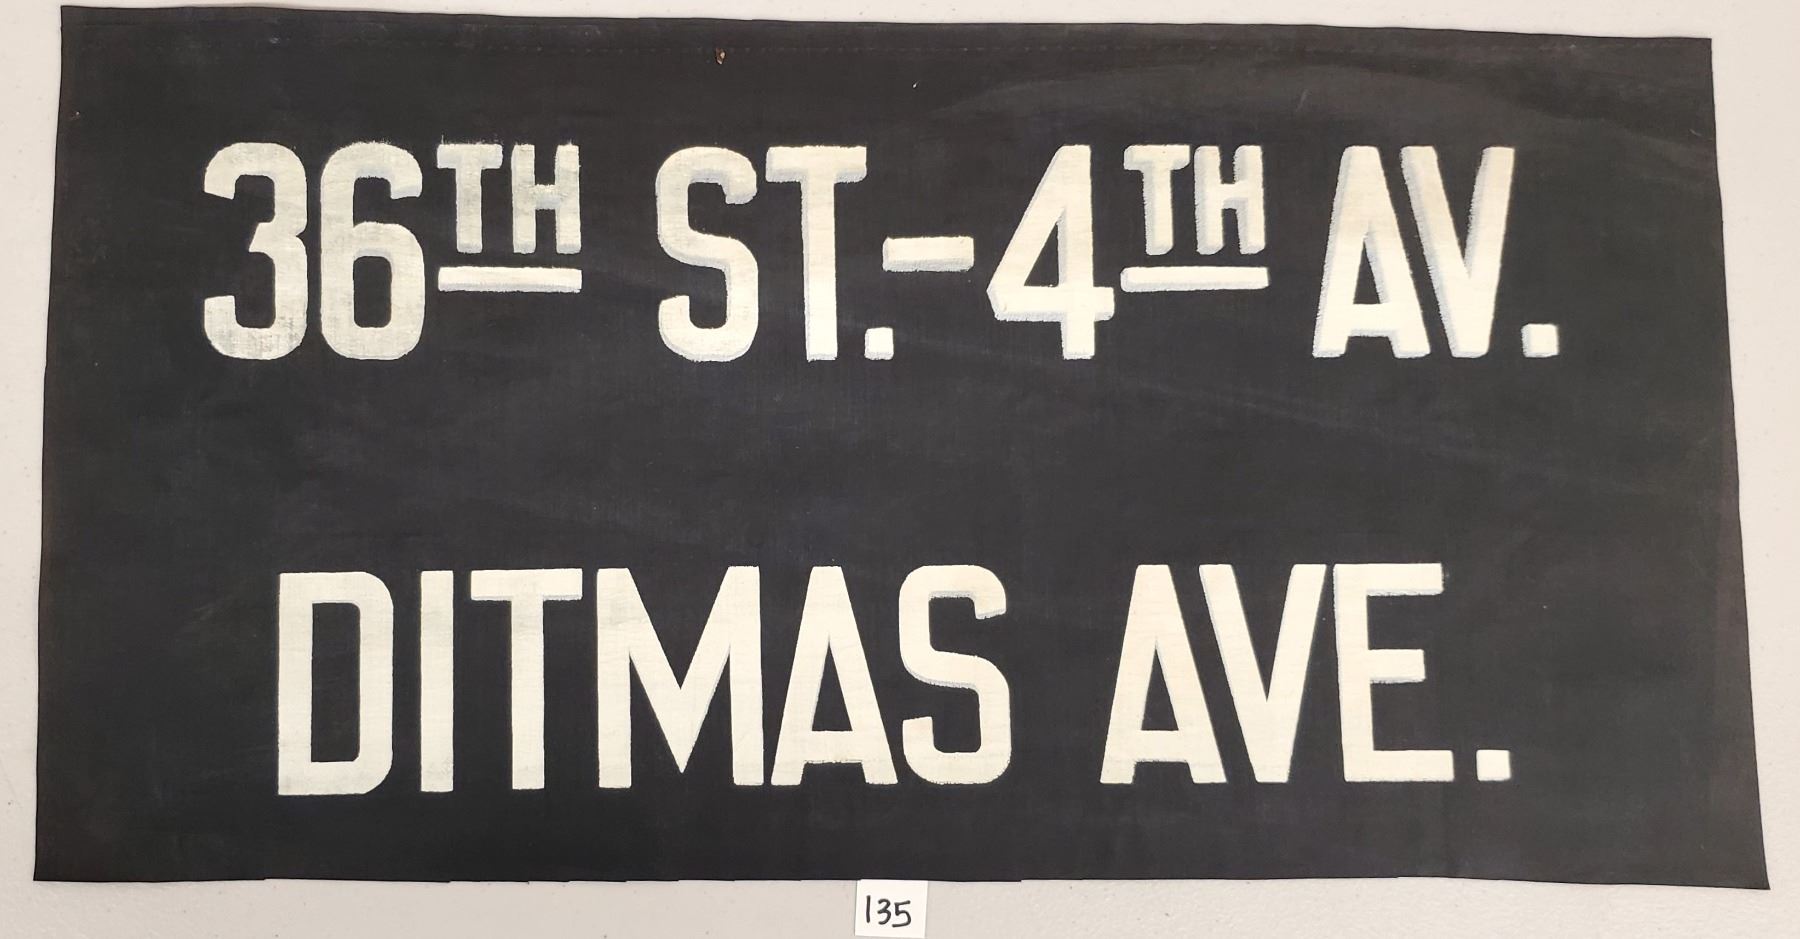 36TH ST.-4TH AV.
DITMAS AVE.
135